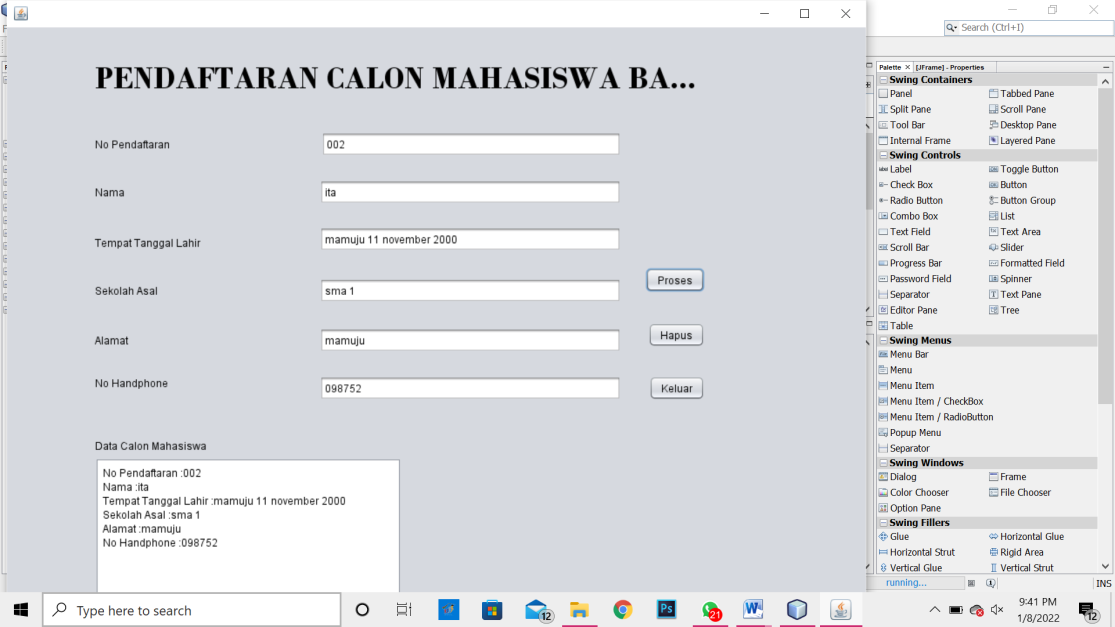 Search (Ctrl+I)
PENDAFTARAN CALON MAHASISWA BA...
No Pendaftaran 002
Nama ita
Tempat Tanggal Lahir mamuju 11 november 2000
Sekolah Asal sma 1
Proses
Alamat mamuju
Hapus
No Handphone 098752
Keluar
Data Calon Mahasiswa
No Pendaftaran :002
Nama :ita
Tempat Tanggal Lahir :mamuju 11 november 2000
Sekolah Asal :sma 1
Alamat :mamuju
No Handphone :098752
Palette × [JFrame] - Properties
Swing Containers
Panel Tabbed Pane
Split Pane Scroll Pane
Tool Bar Desktop Pane
Internal Frame Layered Pane
Swing Controls
Label Toggle Button
Check Box Button
Radio Button Button Group
Combo Box List
Text Field Text Area
Scroll Bar Slider
Progress Bar Formatted Field
Password Field Spinner
Separator Text Pane
Editor Pane Tree
Table
Swing Menus
Menu Bar
Menu
Menu Item
Menu Item / CheckBox
Menu Item / RadioButton
Popup Menu
Separator
Swing Windows
Dialog Frame
Color Chooser File Chooser
Option Pane
Swing Fillers
Glue Horizontal Glue
Horizontal Strut Rigid Area
Vertical Glue Vertical Strut
running... INS
Type here to search
12
Ps
21
W
9:41 PM
1/8/2022
12